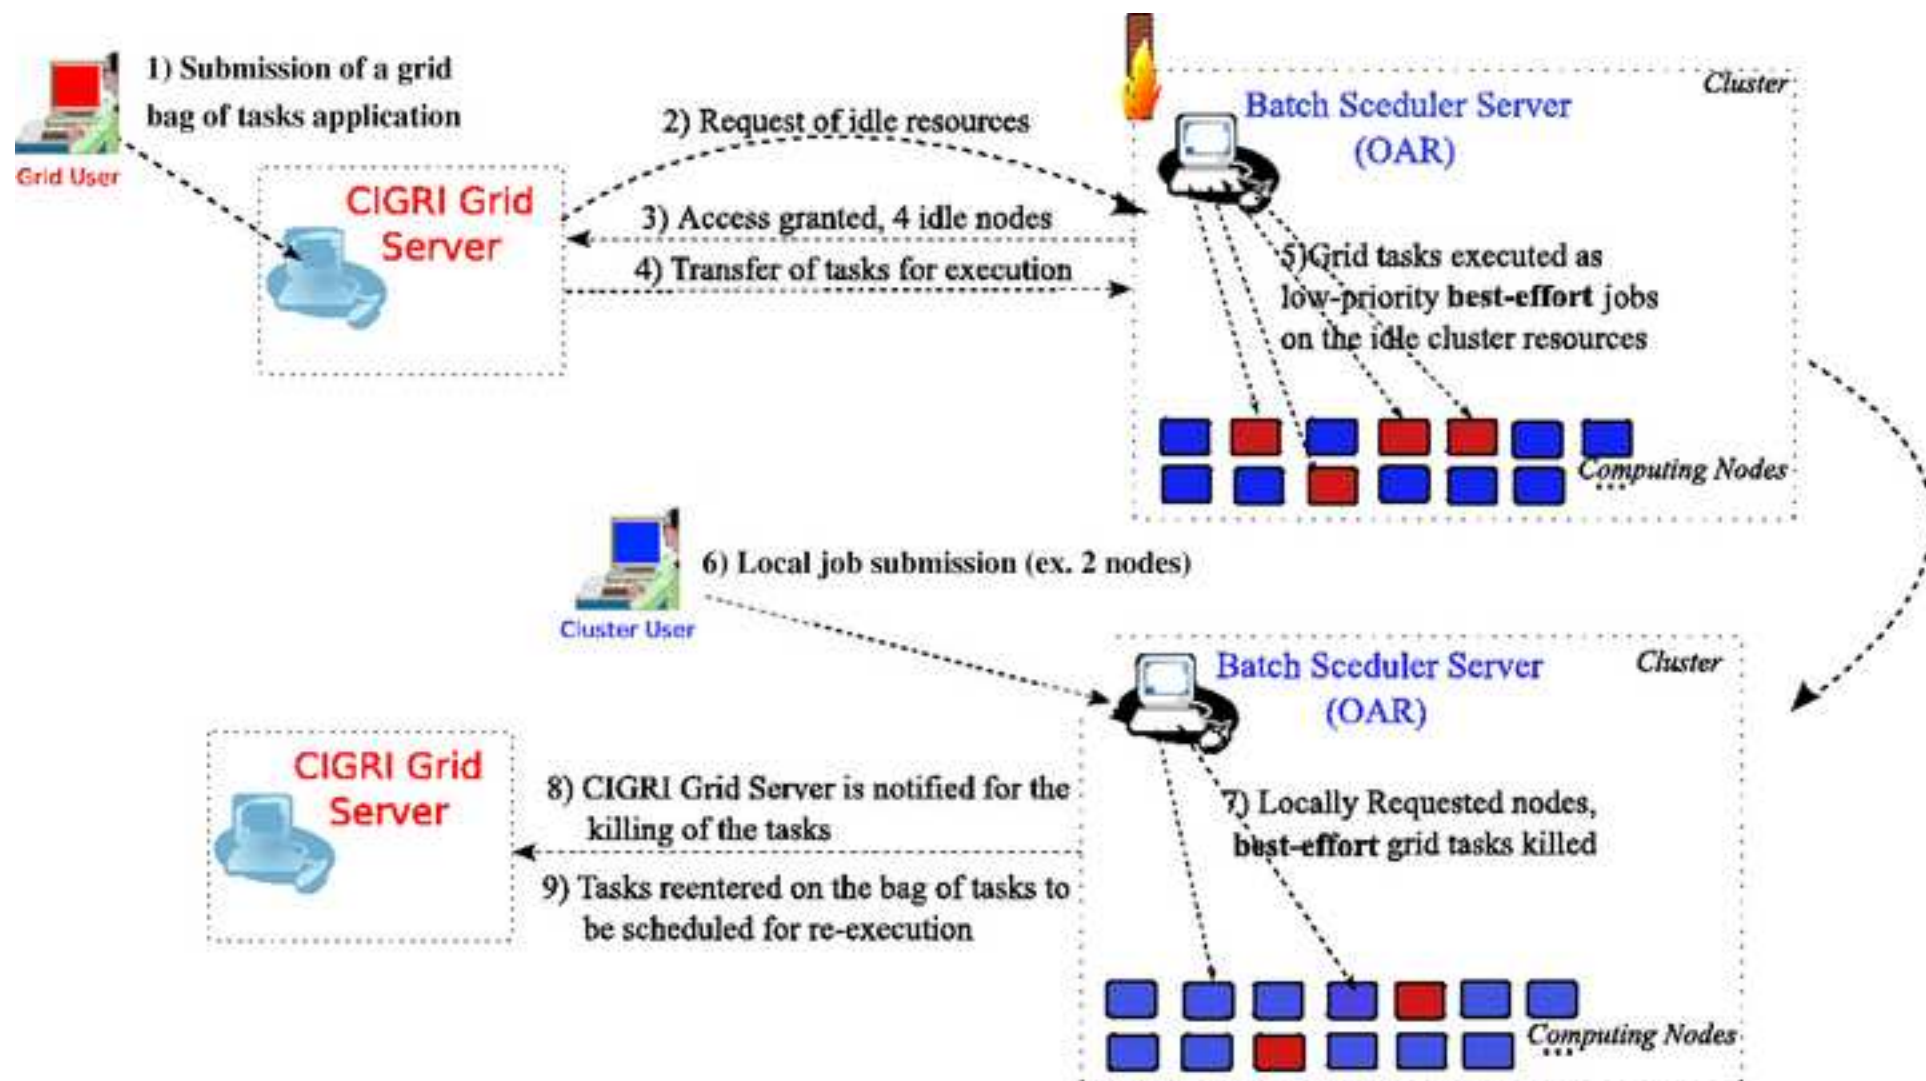 1) Submission of a grid
bag of tasks application
Grid User
CIGRI Grid
Server
2) Request of idle resources
3) Access granted, 4 idle nodes
4) Transfer of tasks for execution
Cluster
Batch Sceduler Server
(OAR)
5)Grid tasks executed as
low-priority best-effort jobs
on the idle cluster resources
Computing Nodes
...
6) Local job submission (ex. 2 nodes)
Cluster User
Cluster
Batch Sceduler Server
(OAR)
7) Locally Requested nodes,
best-effort grid tasks killed
Computing Nodes
...
CIGRI Grid
Server
8) CIGRI Grid Server is notified for the
killing of the tasks
9) Tasks reentered on the bag of tasks to
be scheduled for re-execution